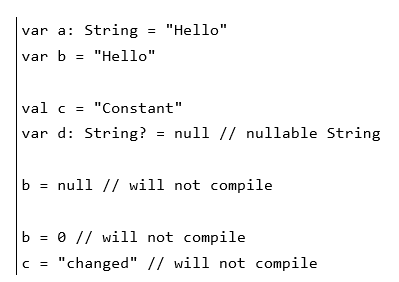 var a: String = "Hello"
var b = "Hello"
val c = "Constant"
var d: String? = null // nullable String
b = null // will not compile
b = 0 // will not compile
c = "changed" // will not compile